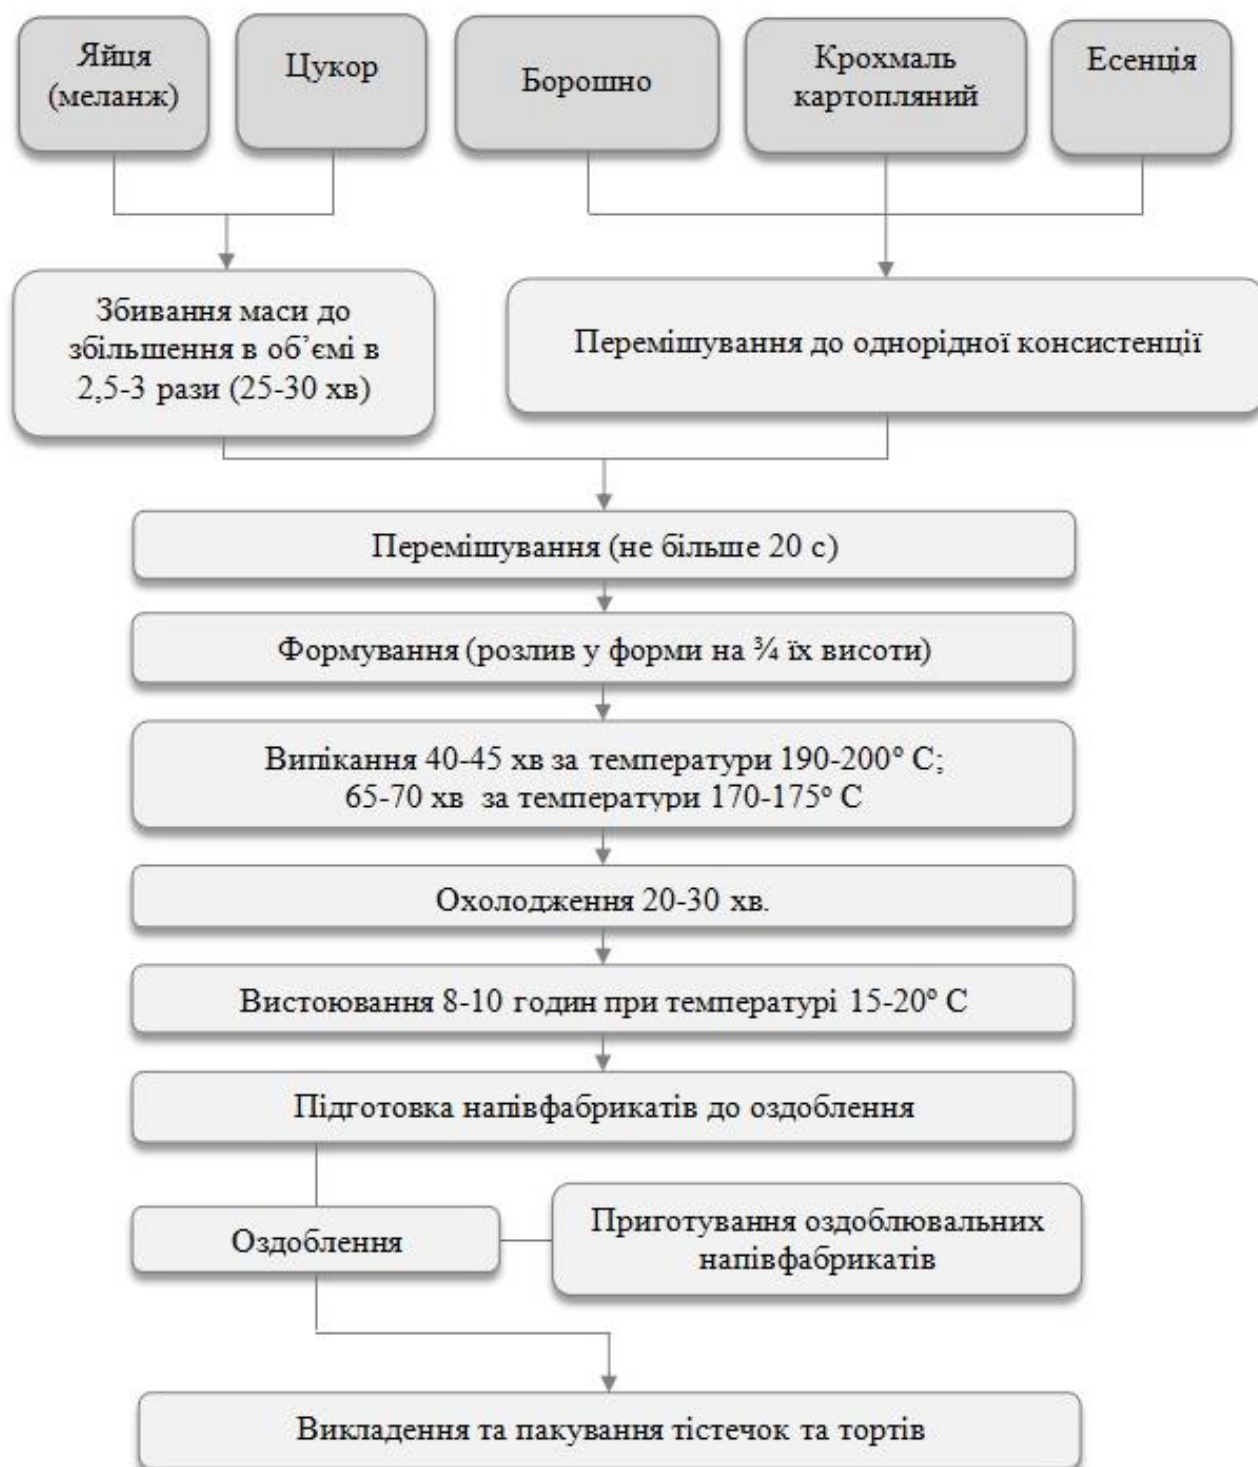 Яйця
(меланж)
Цукор
Борошно
Крохмаль
картопляний
Есенція
Збивання маси до
збільшення в об’ємі в
2,5-3 рази (25-30 хв)
Перемішування до однорідної консистенції
Перемішування (не більше 20 с)
Формування (розлив у форми на ¾ їх висоти)
Випікання 40-45 хв за температури 190-200° С;
65-70 хв за температури 170-175° С
Охолодження 20-30 хв.
Вистоювання 8-10 годин при температурі 15-20° С
Підготовка напівфабрикатів до оздоблення
Оздоблення
Приготування оздоблювальних
напівфабрикатів
Викладення та пакування тістечок та тортів